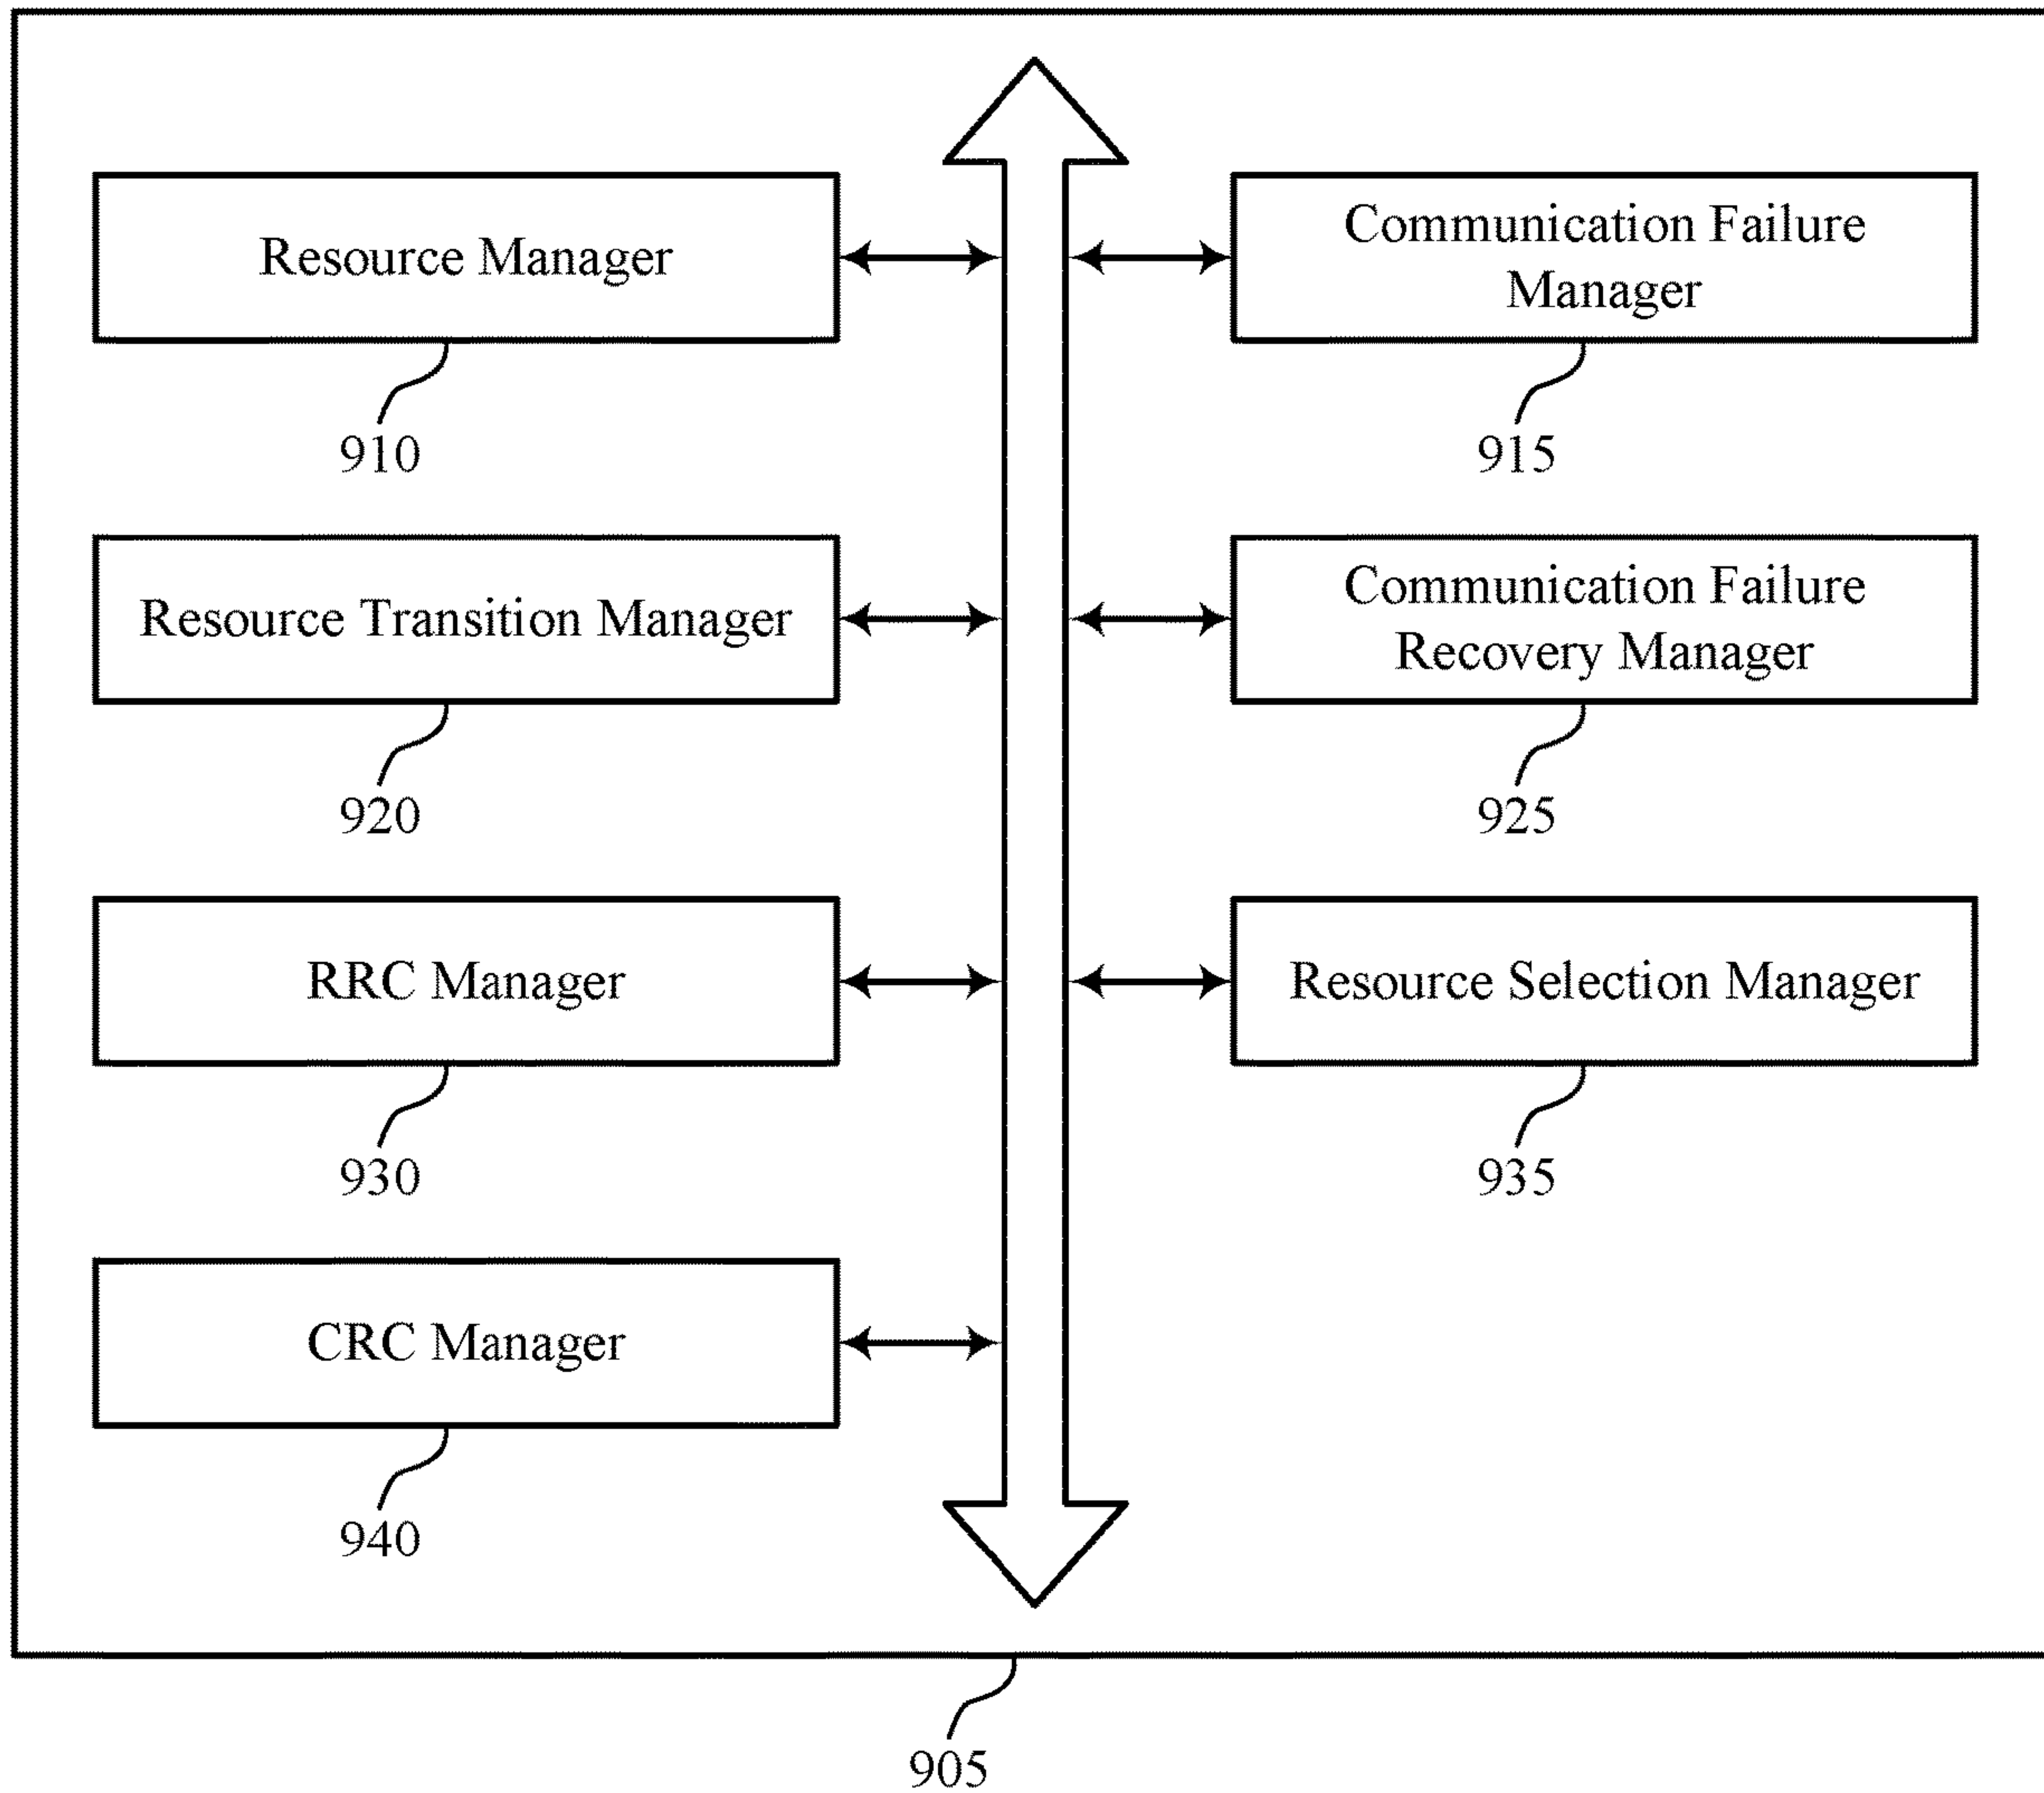 Resource Manager
910
Communication Failure
Manager
915
Resource Transition Manager
920
Communication Failure
Recovery Manager
925
RRC Manager
930
Resource Selection Manager
935
CRC Manager
940
905